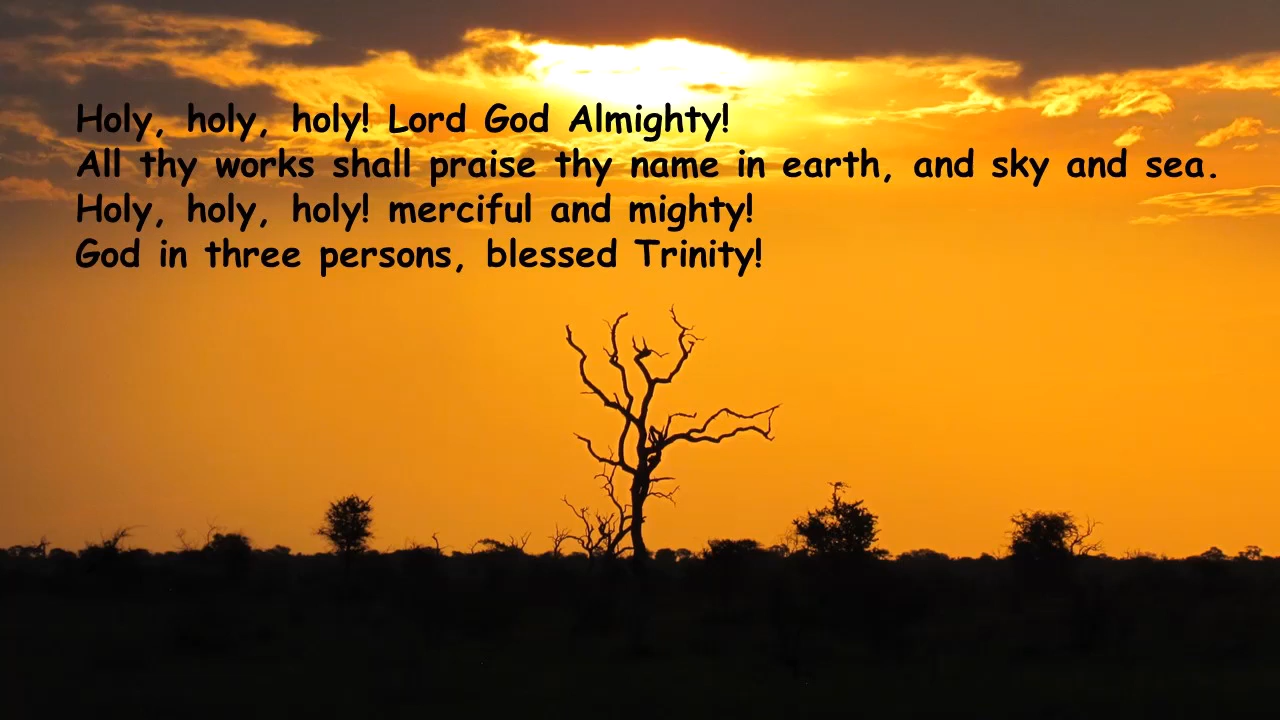 Holy, holy, holy! Lord God Almighty!
All thy works shall praise thy name in earth, and sky and sea.
Holy, holy, holy! merciful and mighty!
God in three persons, blessed Trinity!